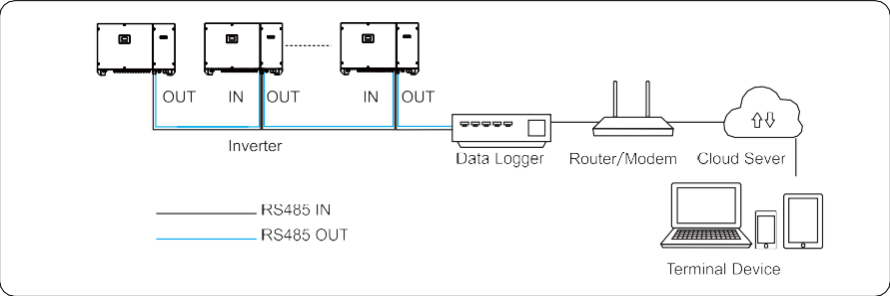 OUT IN OUT IN OUT
Inverter
Data Logger Router/Modem Cloud Sever
RS485 IN
RS485 OUT
Terminal Device